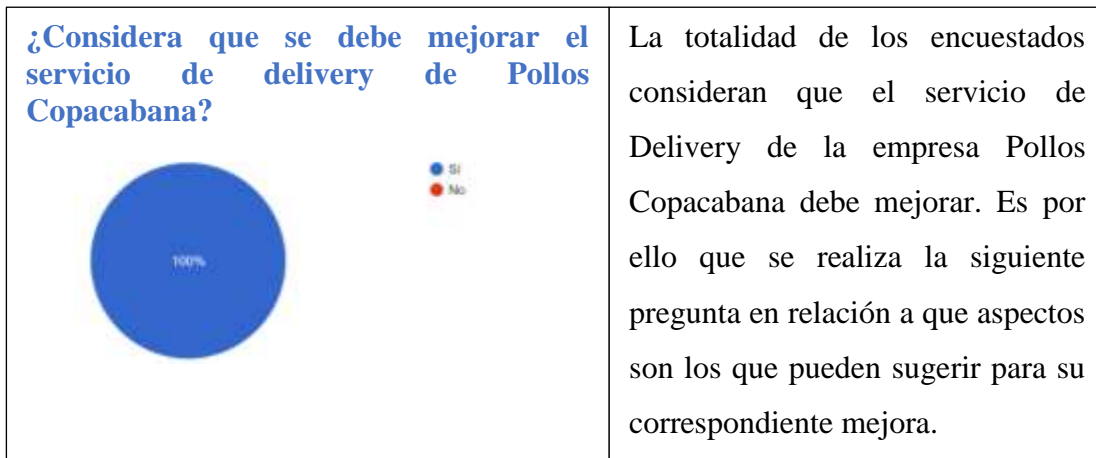 ¿Considera que se debe mejorar el
servicio de delivery de Pollos
Copacabana?
Sí
No
100%
La totalidad de los encuestados
consideran que el servicio de
Delivery de la empresa Pollos
Copacabana debe mejorar. Es por
ello que se realiza la siguiente
pregunta en relación a que aspectos
son los que pueden sugerir para su
correspondiente mejora.